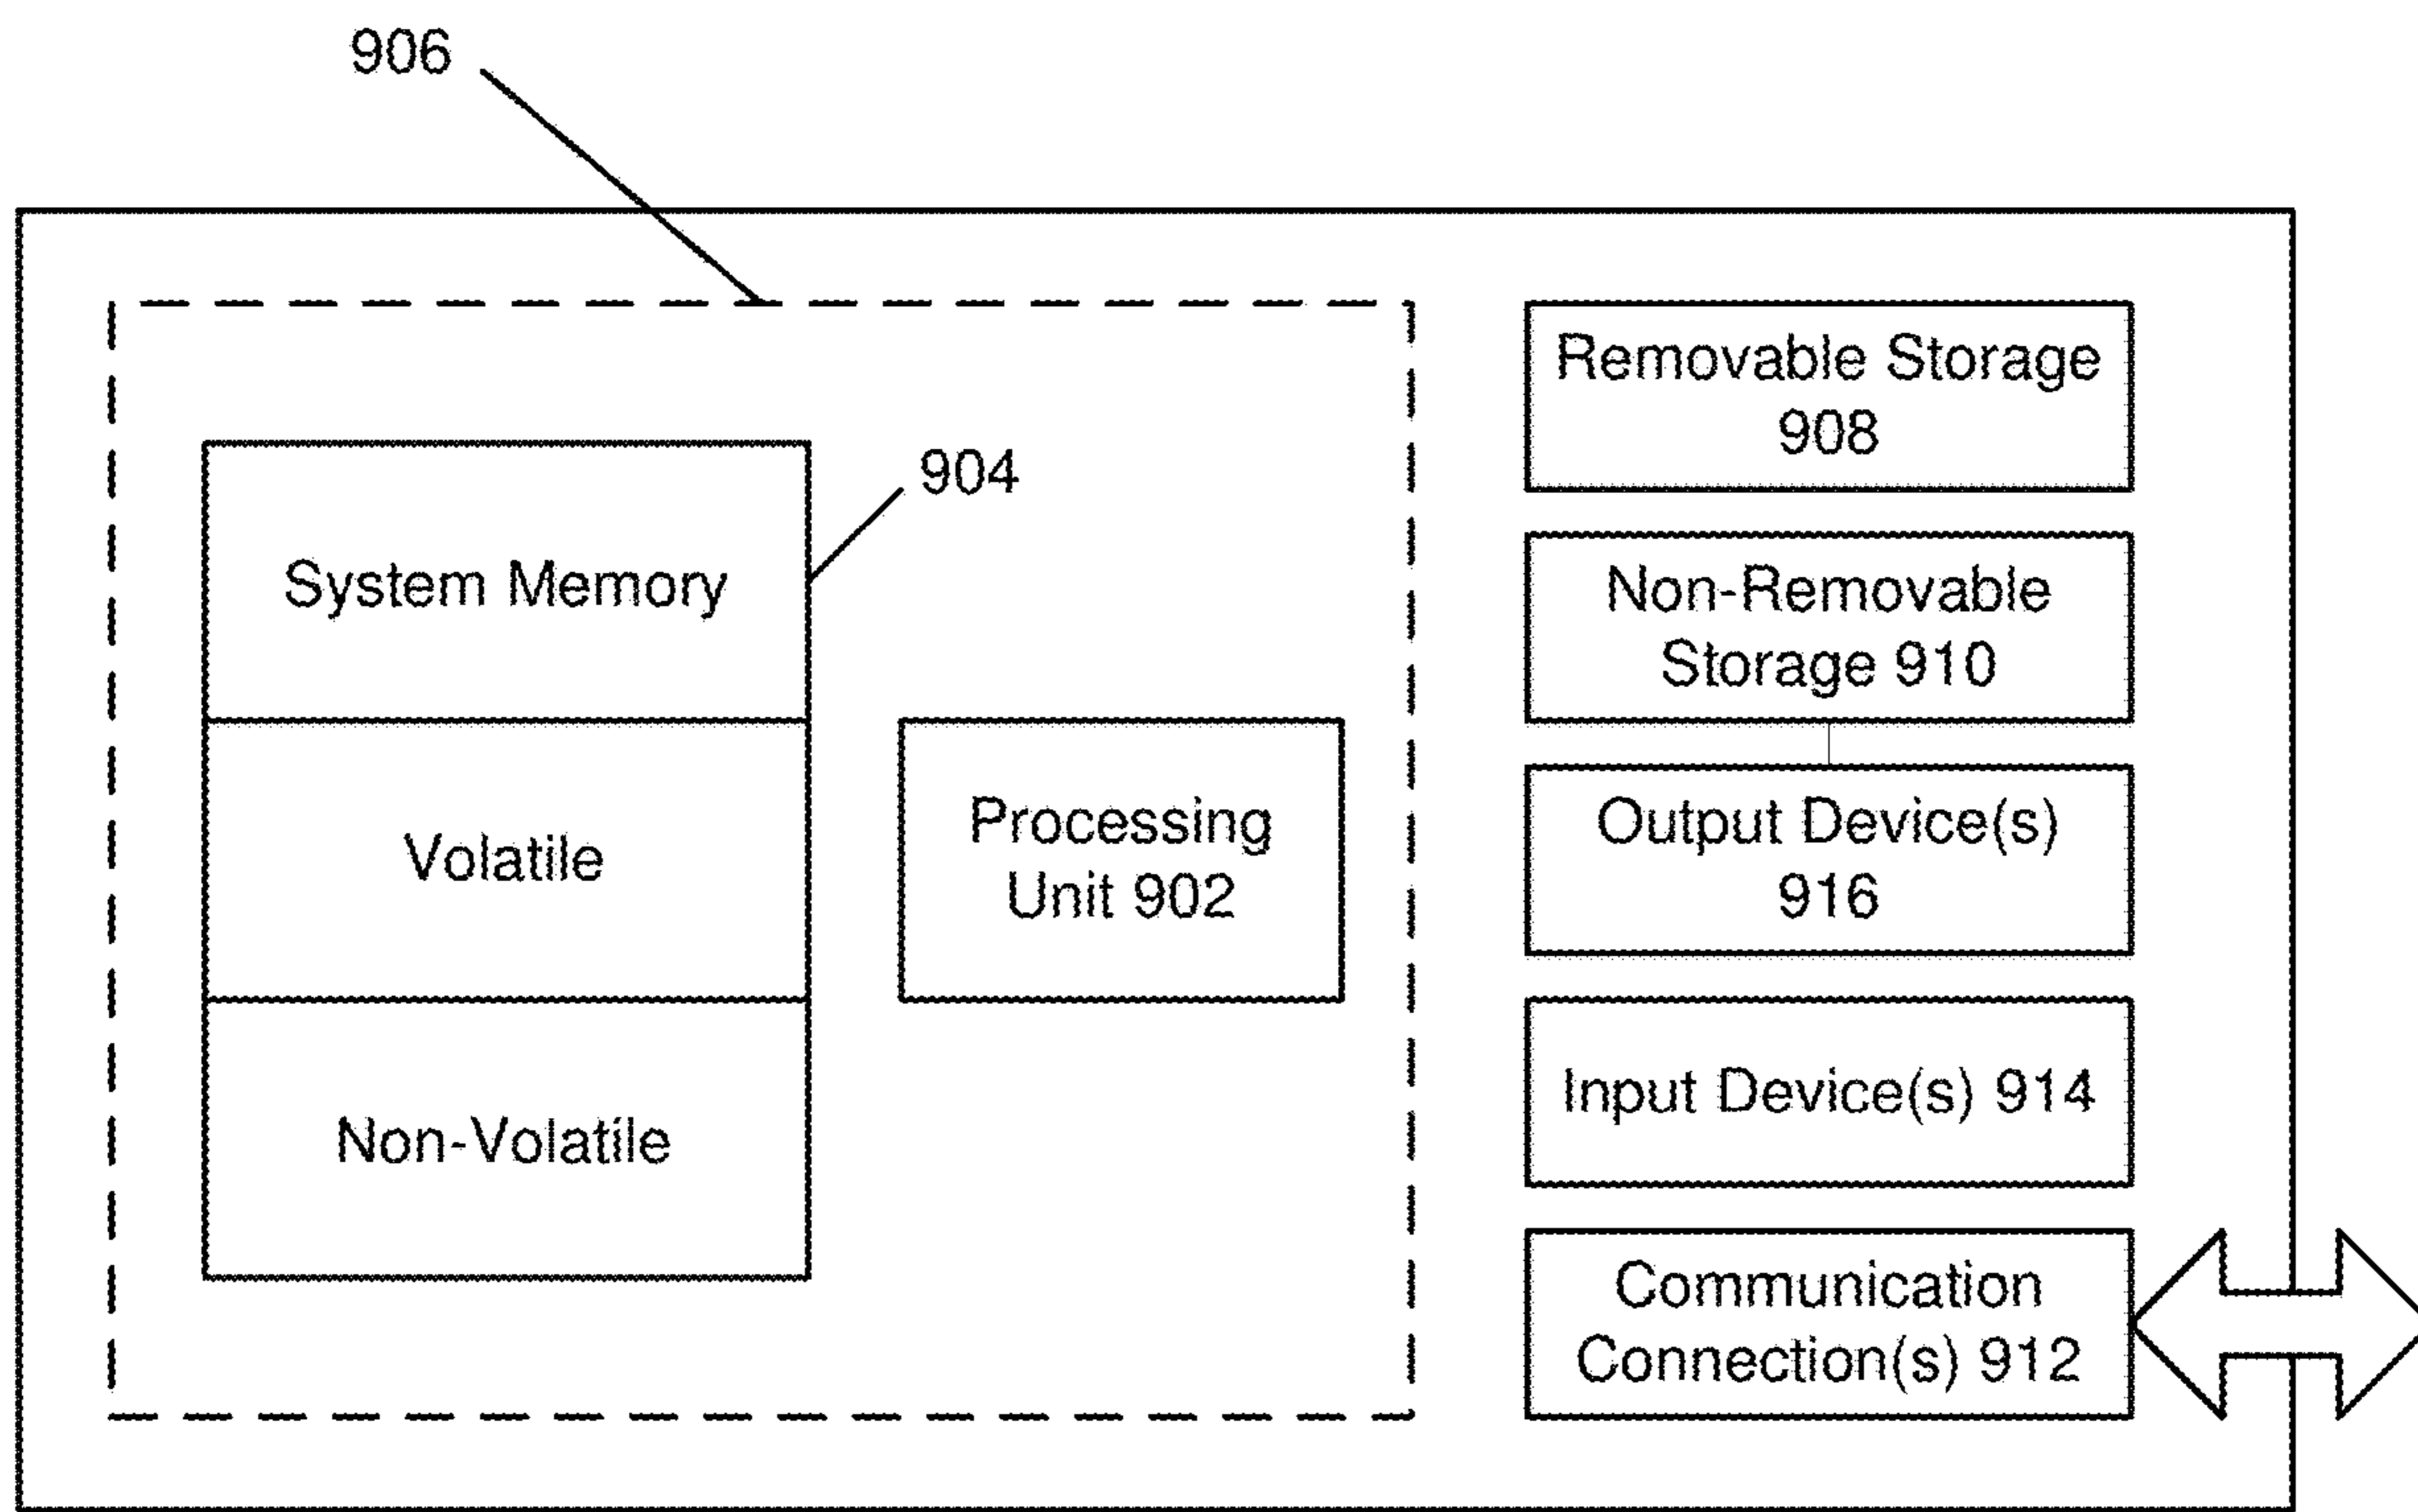 906
904
System Memory
Volatile
Non-Volatile
Processing
Unit 902
Removable Storage
908
Non-Removable
Storage 910
Output Device(s)
916
Input Device(s) 914
Communication
Connection(s) 912